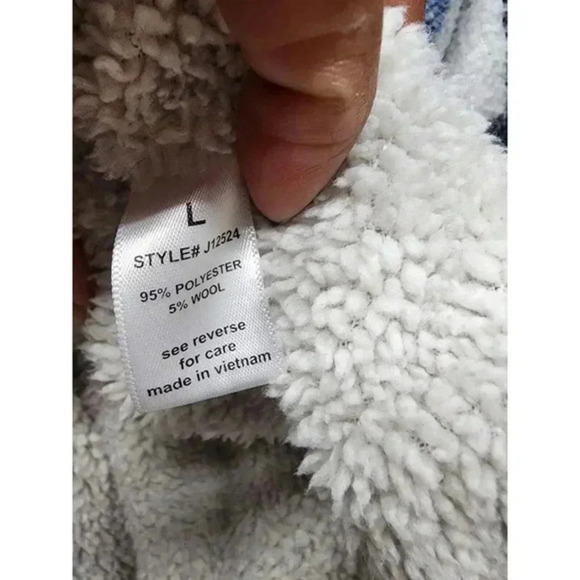 L
STYLE# J12524
95% POLYESTER
5% WOOL
see reverse
for care
made in vietnam